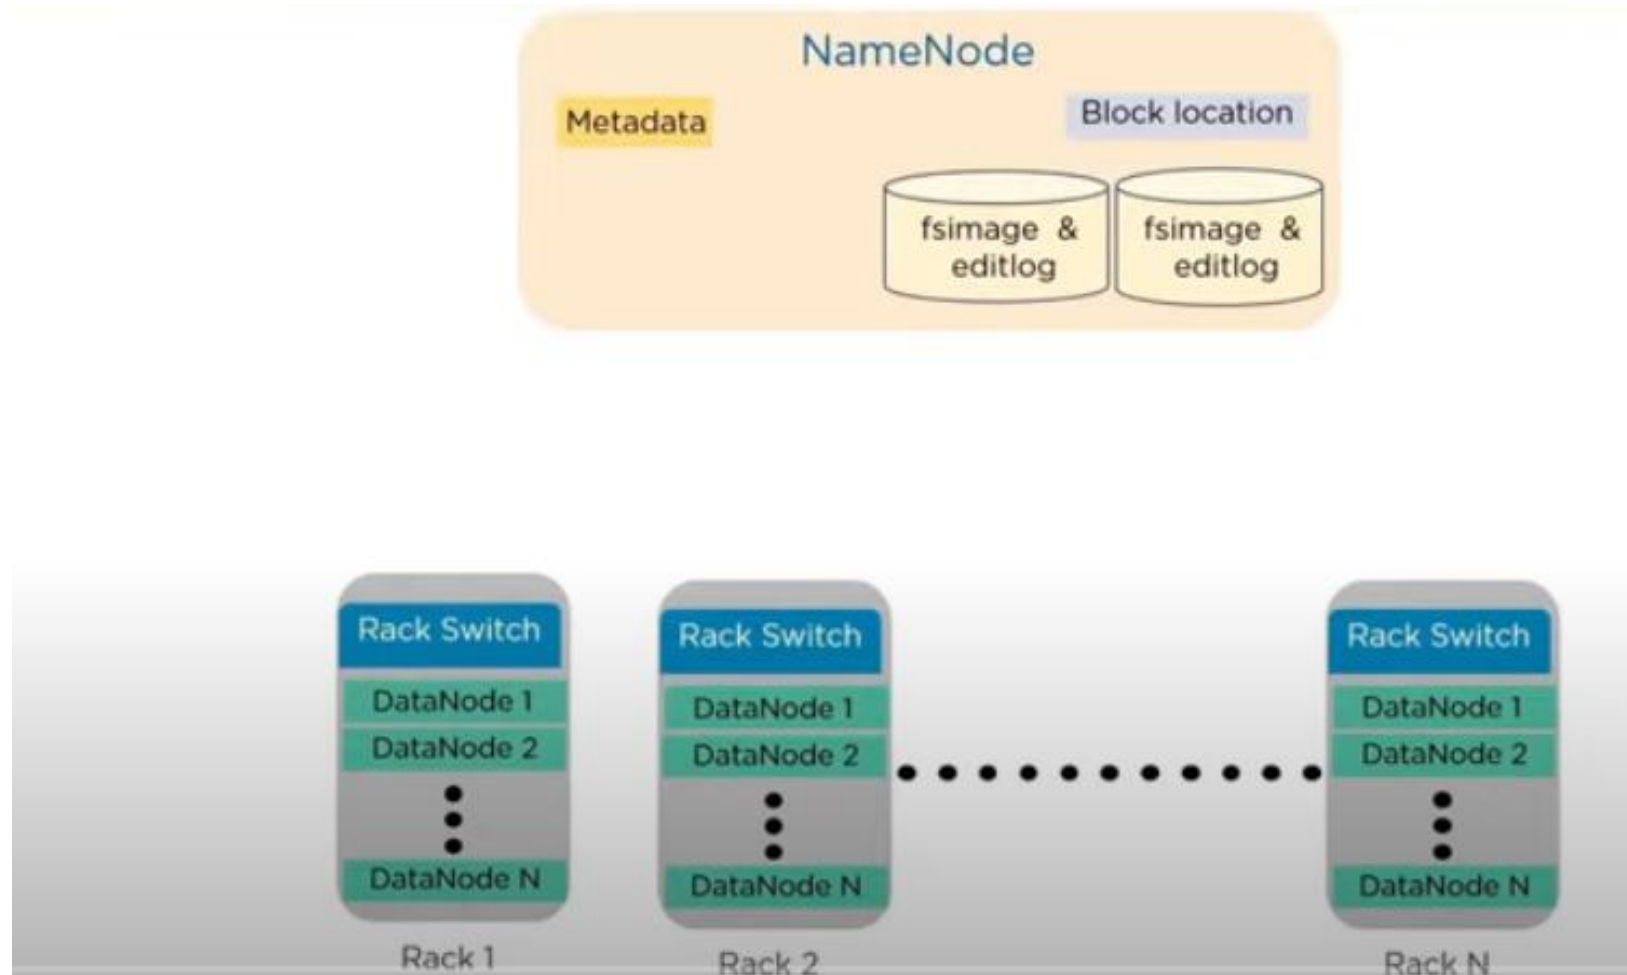 NameNode
Metadata
Block location
fsimage &
editlog
fsimage &
editlog
Rack Switch
DataNode 1
DataNode 2
DataNode N
Rack 1
Rack Switch
DataNode 1
DataNode 2
DataNode N
Rack 2
Rack Switch
DataNode 1
DataNode 2
DataNode N
Rack N